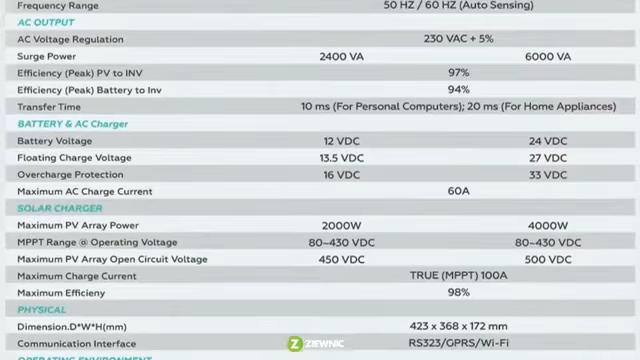 Frequency Range 50 HZ / 60 HZ (Auto Sensing)
AC OUTPUT
AC Voltage Regulation 230 VAC + 5%
Surge Power 2400 VA 6000 VA
Efficiency (Peak) PV to INV 97%
Efficiency (Peak) Battery to Inv 94%
Transfer Time 10 ms (For Personal Computers); 20 ms (For Home Appliances)
BATTERY & AC Charger
Battery Voltage 12 VDC 24 VDC
Floating Charge Voltage 13.5 VDC 27 VDC
Overcharge Protection 16 VDC 33 VDC
Maximum AC Charge Current 60A
SOLAR CHARGER
Maximum PV Array Power 2000W 4000W
MPPT Range @ Operating Voltage 80–430 VDC 80–430 VDC
Maximum PV Array Open Circuit Voltage 450 VDC 500 VDC
Maximum Charge Current TRUE (MPPT) 100A
Maximum Efficieny 98%
PHYSICAL
Dimension.D*W*H(mm) 423 x 368 x 172 mm
Communication Interface RS323/GPRS/Wi-Fi
ZIEWNIC
OPERATING ENVIRONMENT